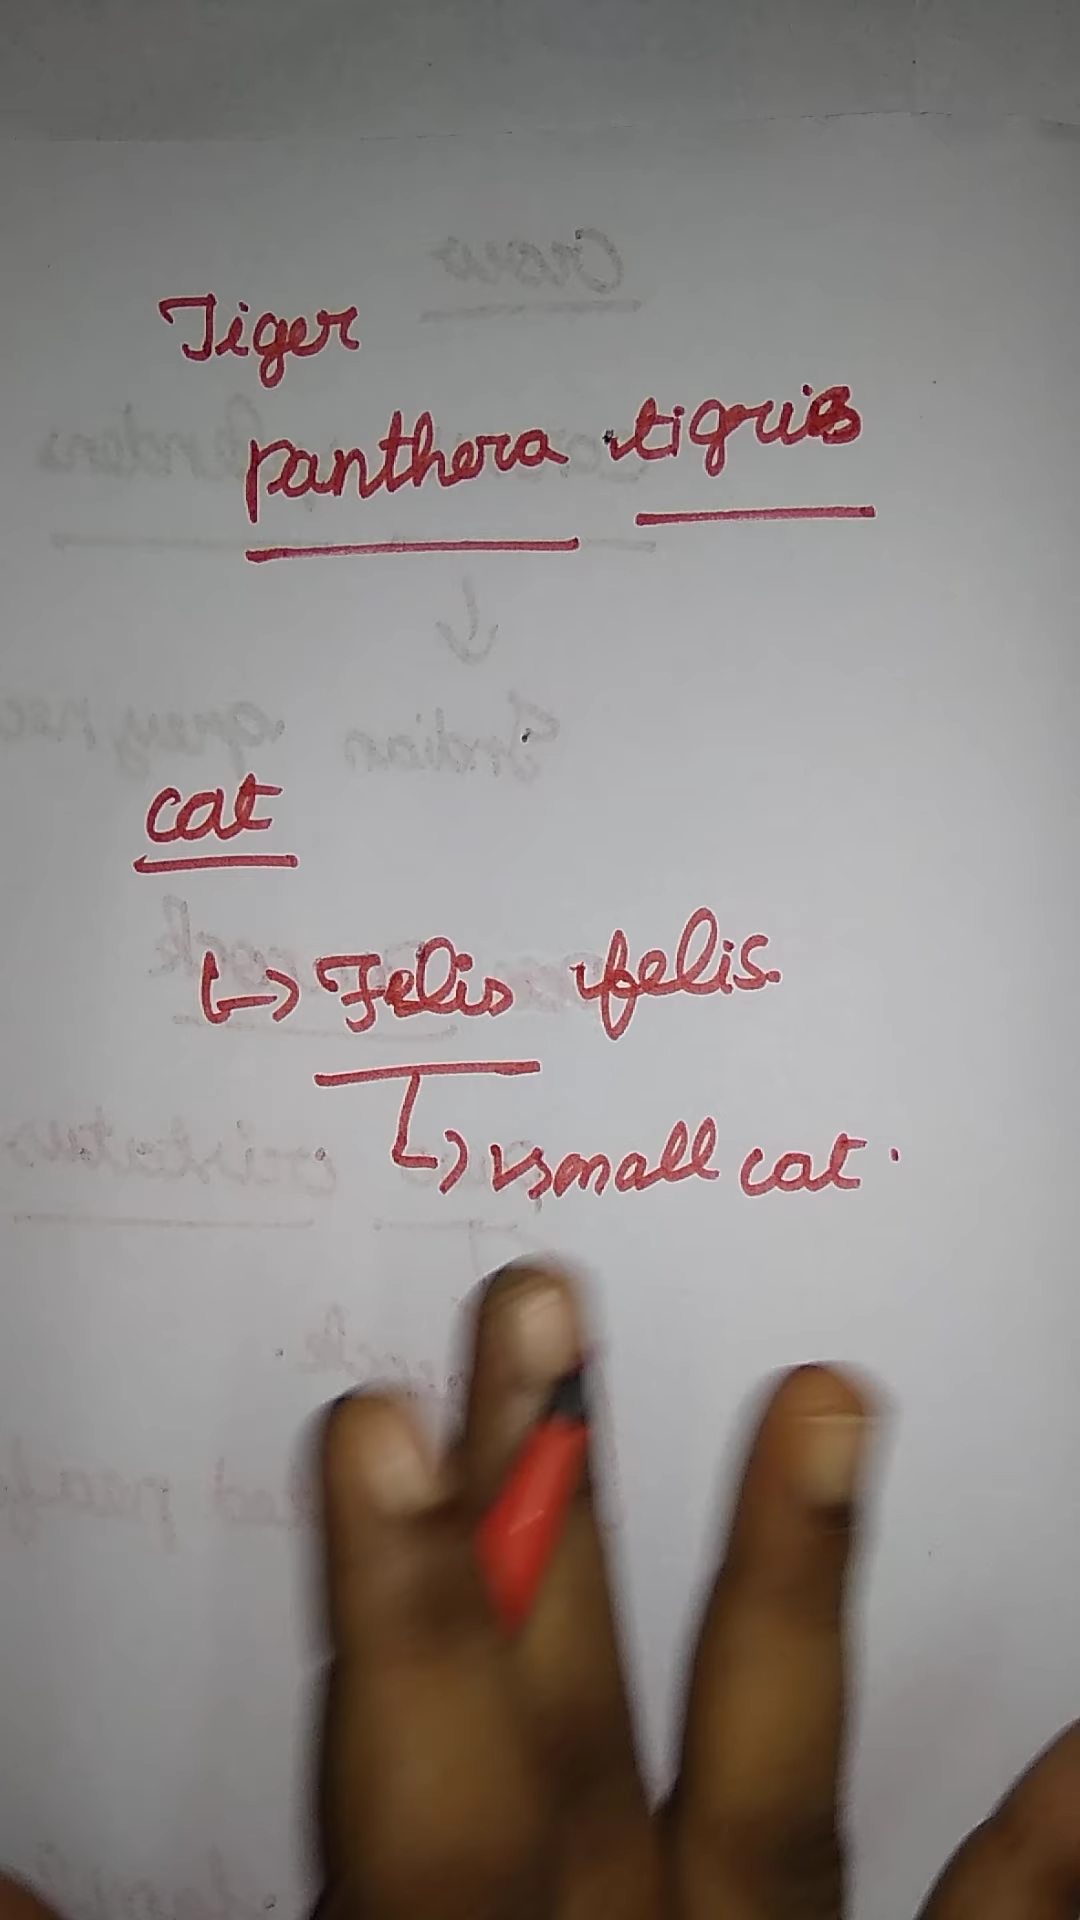 Tiger
panthera tigris
cat
↳ Felis felis.
↳ small cat.